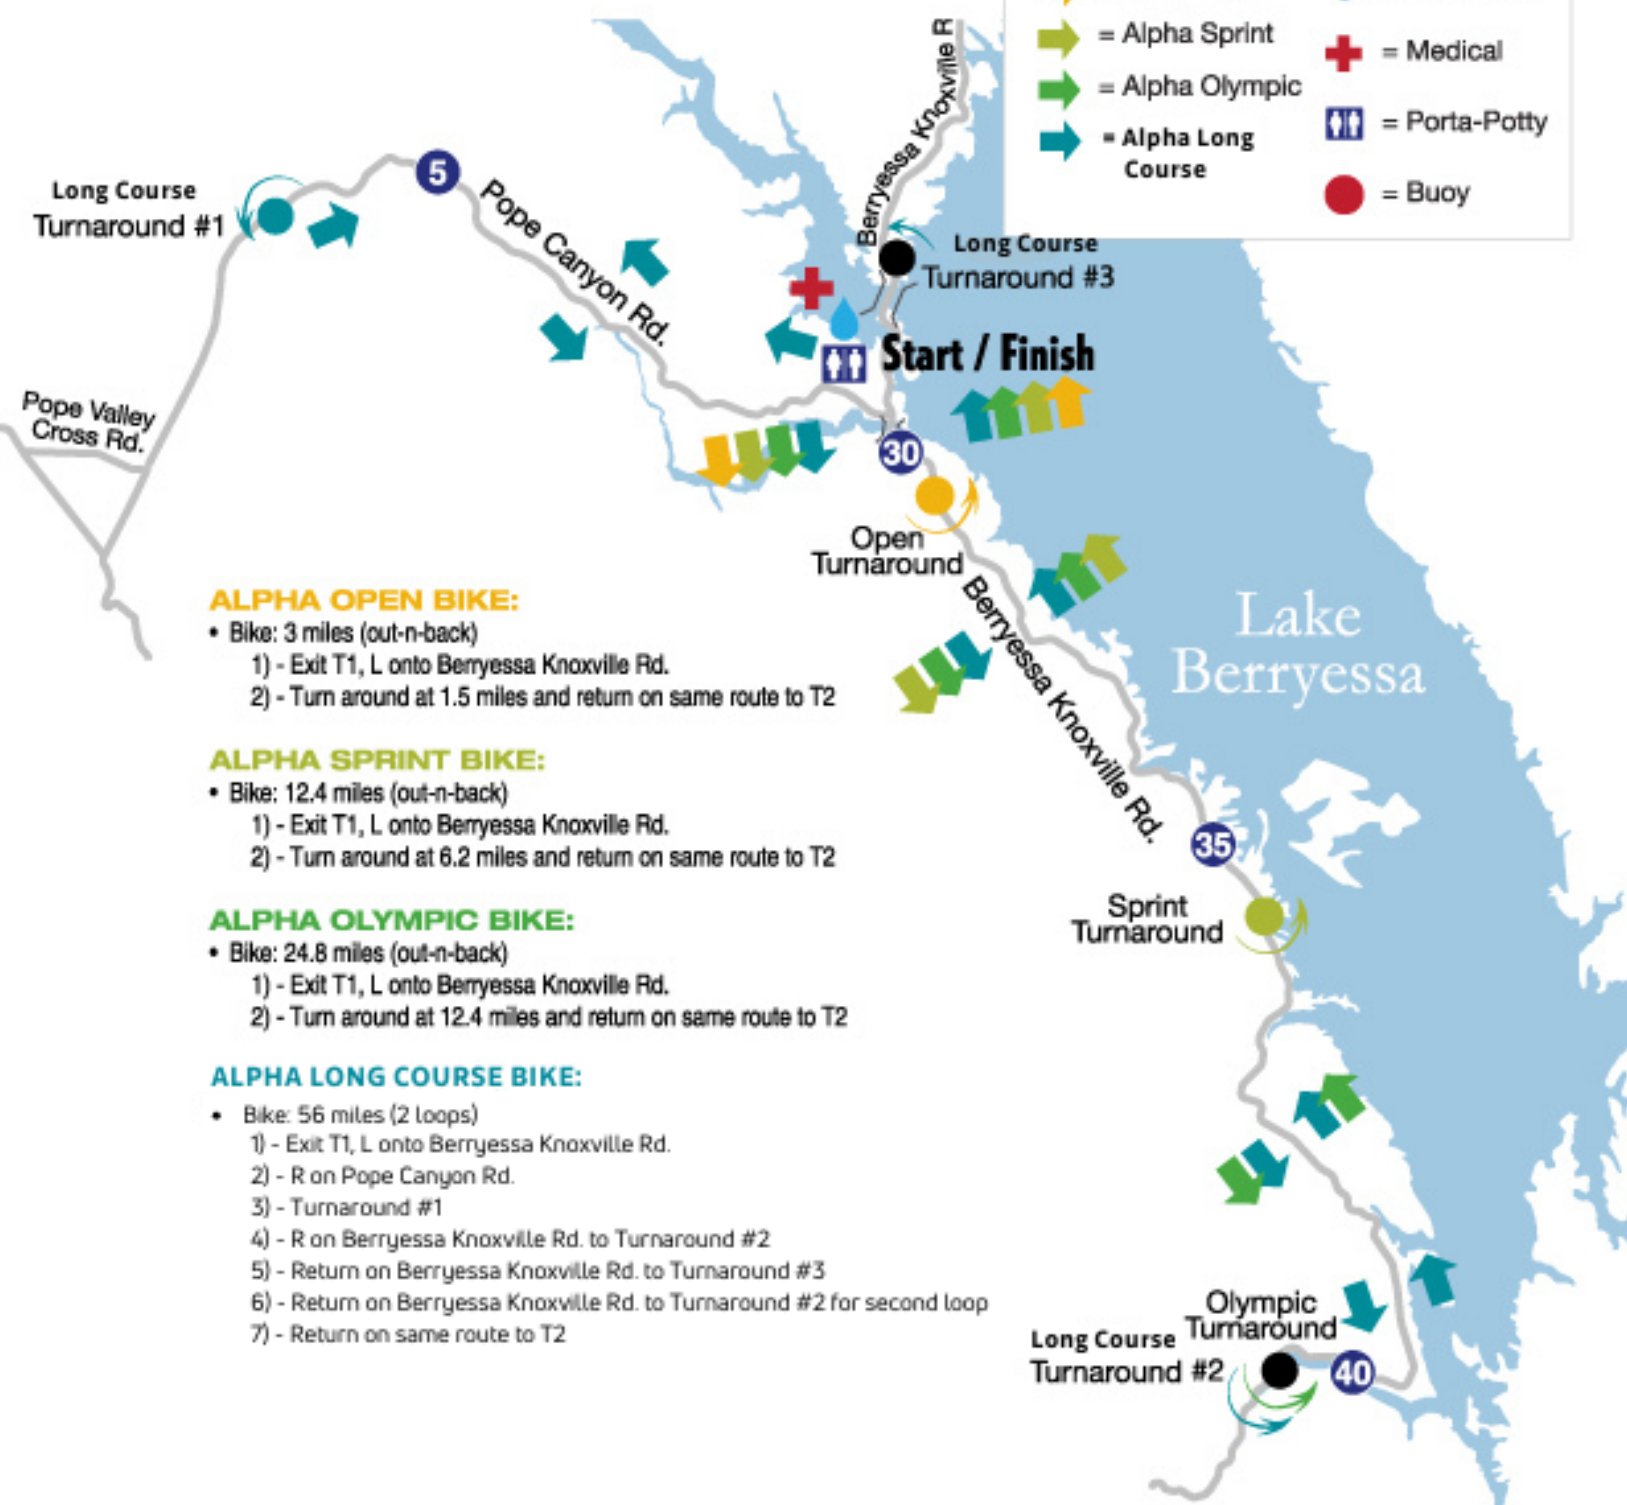 = Alpha Sprint
= Alpha Olympic
= Alpha Long
Course
= Medical
= Porta-Potty
= Buoy
Berryessa Knoxville R
5
Long Course
Turnaround #1
Pope Canyon Rd.
Long Course
Turnaround #3
Start / Finish
Pope Valley
Cross Rd.
30
Open
Turnaround
Berryessa Knoxville Rd.
Lake
Berryessa
ALPHA OPEN BIKE:
• Bike: 3 miles (out-n-back)
1) - Exit T1, L onto Berryessa Knoxville Rd.
2) - Turn around at 1.5 miles and return on same route to T2
ALPHA SPRINT BIKE:
• Bike: 12.4 miles (out-n-back)
1) - Exit T1, L onto Berryessa Knoxville Rd.
2) - Turn around at 6.2 miles and return on same route to T2
35
Sprint
Turnaround
ALPHA OLYMPIC BIKE:
• Bike: 24.8 miles (out-n-back)
1) - Exit T1, L onto Berryessa Knoxville Rd.
2) - Turn around at 12.4 miles and return on same route to T2
ALPHA LONG COURSE BIKE:
• Bike: 56 miles (2 loops)
1) - Exit T1, L onto Berryessa Knoxville Rd.
2) - R on Pope Canyon Rd.
3) - Turnaround #1
4) - R on Berryessa Knoxville Rd. to Turnaround #2
5) - Return on Berryessa Knoxville Rd. to Turnaround #3
6) - Return on Berryessa Knoxville Rd. to Turnaround #2 for second loop
7) - Return on same route to T2
Olympic
Turnaround
Long Course
Turnaround #2
40